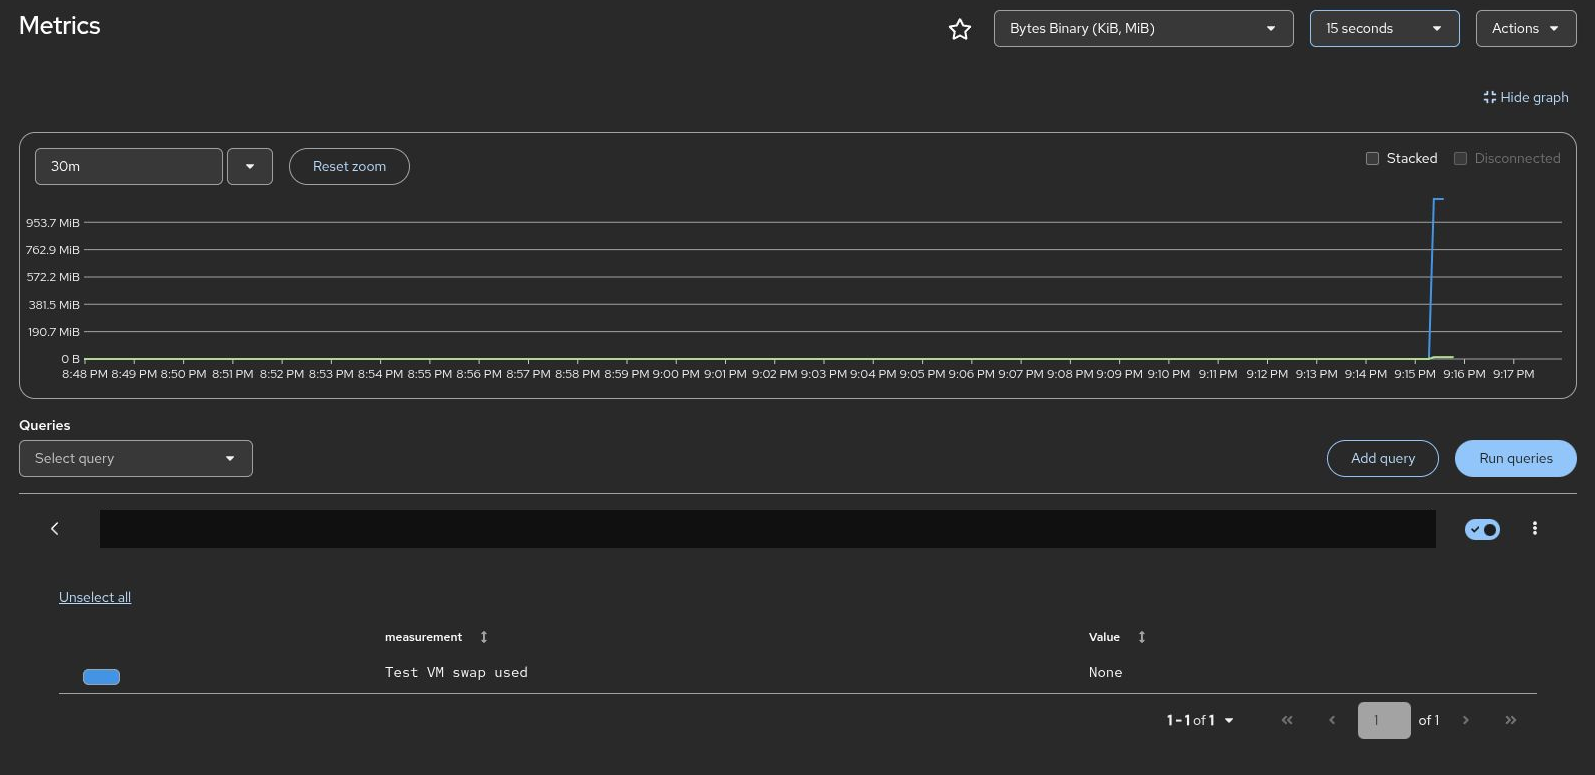 Metrics
Bytes Binary (KiB, MiB)
15 seconds
Actions
Hide graph
30m
Reset zoom
Stacked
Disconnected
953.7 MiB
762.9 MiB
572.2 MiB
381.5 MiB
190.7 MiB
0 B
8:48 PM 8:49 PM 8:50 PM 8:51 PM 8:52 PM 8:53 PM 8:54 PM 8:55 PM 8:56 PM 8:57 PM 8:58 PM 8:59 PM 9:00 PM 9:01 PM 9:02 PM 9:03 PM 9:04 PM 9:05 PM 9:06 PM 9:07 PM 9:08 PM 9:09 PM 9:10 PM 9:11 PM 9:12 PM 9:13 PM 9:14 PM 9:15 PM 9:16 PM 9:17 PM
Queries
Select query
Add query
Run queries
Unselect all
measurement
Value
Test VM swap used
None
1 - 1 of 1
1
of 1